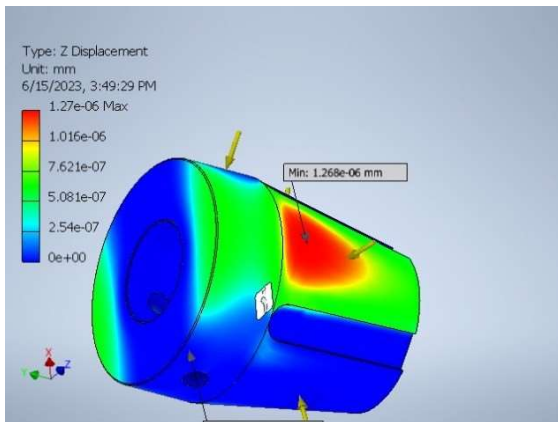 Type: Z Displacement
Unit: mm
6/15/2023, 3:49:29 PM
1.27e-06 Max
1.016e-06
7.621e-07
5.081e-07
2.54e-07
0e+00
Min: 1.268e-06 mm
X
Y
Z